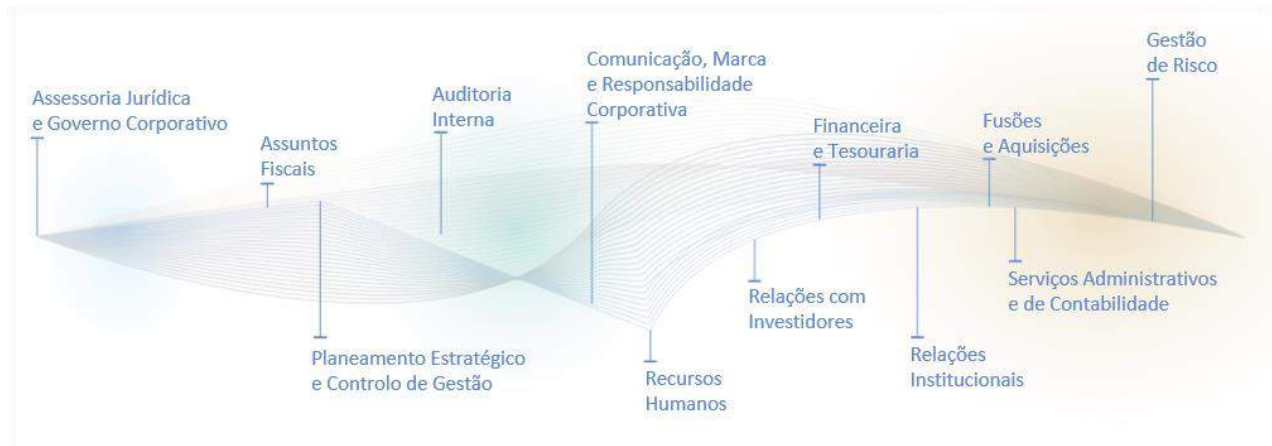 Assessoria Jurídica
e Governo Corporativo
Assuntos
Fiscais
Planeamento Estratégico
e Controlo de Gestão
Auditoria
Interna
Comunicação, Marca
e Responsabilidade
Corporativa
Recursos
Humanos
Relações com
Investidores
Financeira
e Tesouraria
Relações
Institucionais
Fusões
e Aquisições
Serviços Administrativos
e de Contabilidade
Gestão
de Risco